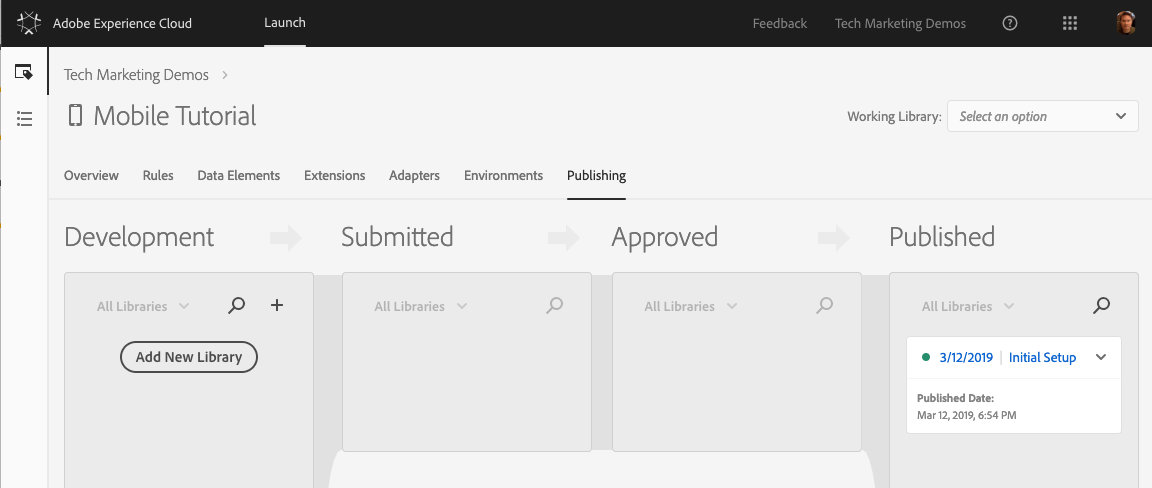 Adobe Experience Cloud
Launch
Feedback
Tech Marketing Demos
Tech Marketing Demos
Mobile Tutorial
Working Library:
Select an option
Overview
Rules
Data Elements
Extensions
Adapters
Environments
Publishing
Development
Submitted
Approved
Published
All Libraries
All Libraries
All Libraries
All Libraries
Add New Library
3/12/2019
Initial Setup
Published Date:
Mar 12, 2019, 6:54 PM